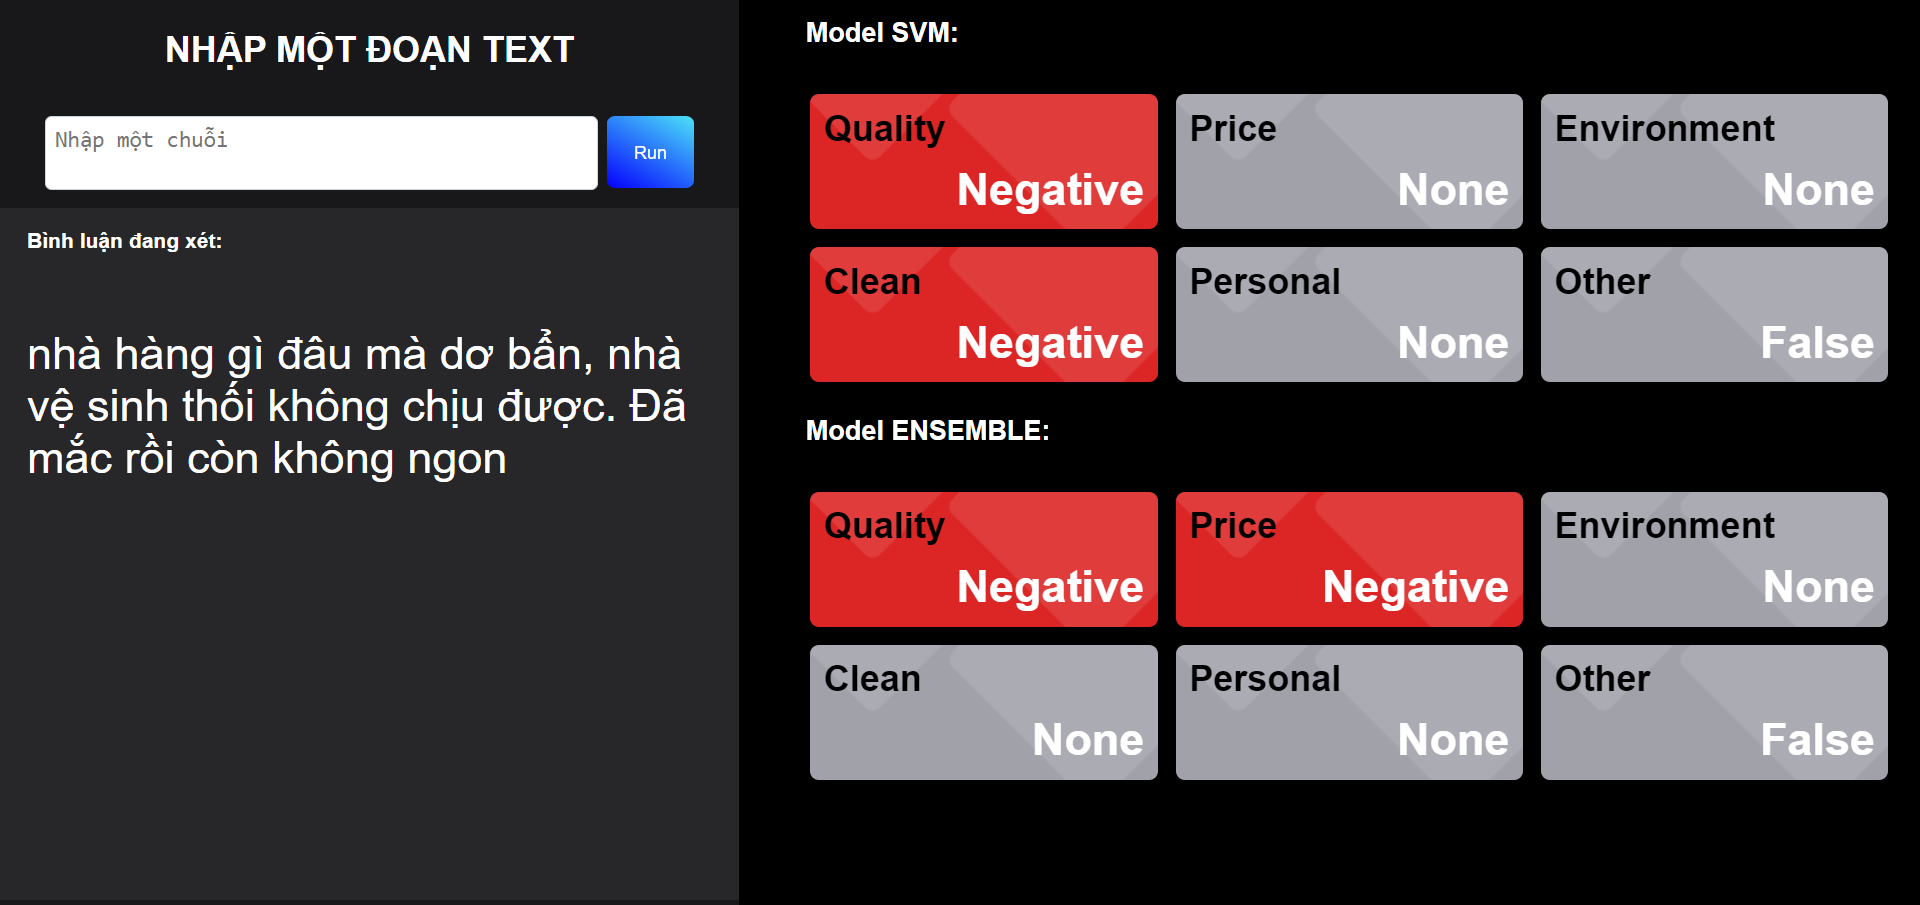 NHẬP MỘT ĐOẠN TEXT
Nhập một chuỗi
Run
Bình luận đang xét:
nhà hàng gì đâu mà dơ bẩn, nhà
vệ sinh thối không chịu được. Đã
mắc rồi còn không ngon
Model SVM:
Quality
Negative
Price
None
Environment
None
Clean
Negative
Personal
None
Other
False
Model ENSEMBLE:
Quality
Negative
Price
Negative
Environment
None
Clean
None
Personal
None
Other
False